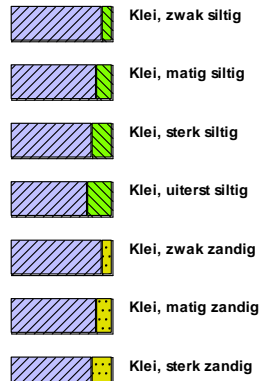 Klei, zwak siltig
Klei, matig siltig
Klei, sterk siltig
Klei, uiterst siltig
Klei, zwak zandig
Klei, matig zandig
Klei, sterk zandig